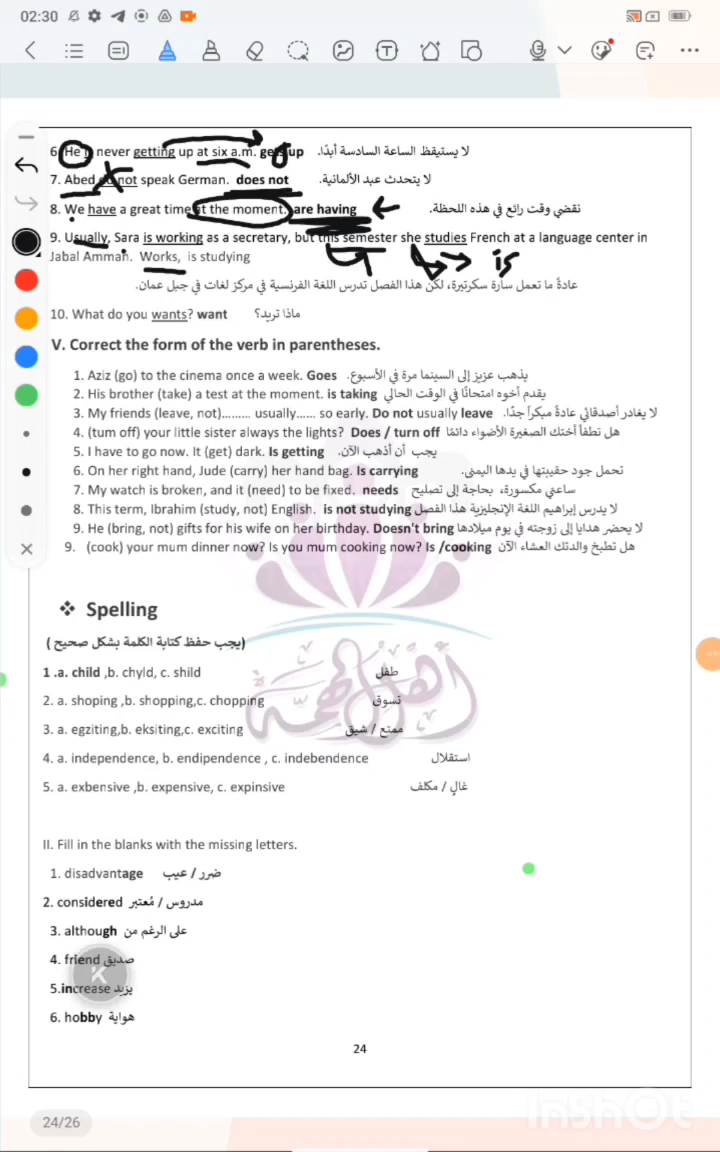 02:30
6. He is never getting up at six a.m. gets up لا يستيقظ الساعة السادسة أبدًا.
7. Abed do not speak German. does not لا يتحدث عبد الألمانية.
8. We have a great time at the moment. are having نقضي وقت رائع في هذه اللحظة.
9. Usually, Sara is working as a secretary, but this semester she studies French at a language center in
Jabal Amman. Works, is studying is
عادةً ما تعمل سارة سكرتيرة، لكن هذا الفصل تدرس اللغة الفرنسية في مركز لغات في جبل عمان.
10. What do you wants? want ماذا تريد؟
V. Correct the form of the verb in parentheses.
1. Aziz (go) to the cinema once a week. Goes يذهب عزيز إلى السينما مرة في الأسبوع.
2. His brother (take) a test at the moment. is taking يقدم أخوه امتحانًا في الوقت الحالي
3. My friends (leave, not)......... usually...... so early. Do not usually leave لا يغادر أصدقائي عادةً مبكراً جدًا.
4. (turn off) your little sister always the lights? Does / turn off هل تطفأ أختك الصغيرة الأضواء دائمًا
5. I have to go now. It (get) dark. Is getting يجب أن أذهب الآن.
6. On her right hand, Jude (carry) her hand bag. Is carrying تحمل جود حقيبتها في يدها اليمنى.
7. My watch is broken, and it (need) to be fixed. needs ساعتي مكسورة، بحاجة إلى تصليح
8. This term, Ibrahim (study, not) English. is not studying لا يدرس إبراهيم اللغة الإنجليزية هذا الفصل
9. He (bring, not) gifts for his wife on her birthday. Doesn't bring لا يحضر هدايا لزوجته في يوم ميلادها
9. (cook) your mum dinner now? Is you mum cooking now? Is /cooking هل تطبخ والدتك العشاء الآن
❖ Spelling
(يجب حفظ كتابة الكلمة بشكل صحيح)
1 .a. child ,b. chyld, c. shild طفل
2. a. shoping ,b. shopping,c. chopping تسوق
3. a. egziting,b. eksiting,c. exciting ممتع / شيق
4. a. independence, b. endipendence , c. indebendence استقلال
5. a. exbensive ,b. expensive, c. expinsive غالٍ / مكلف
أهل الهمة
II. Fill in the blanks with the missing letters.
1. disadvantage ضرر / عيب
2. considered مدروس / مُعتبر
3. although على الرغم من
4. friend صديق
5.increase يزيد
6. hobby هواية
K
24
24/26
InShOt